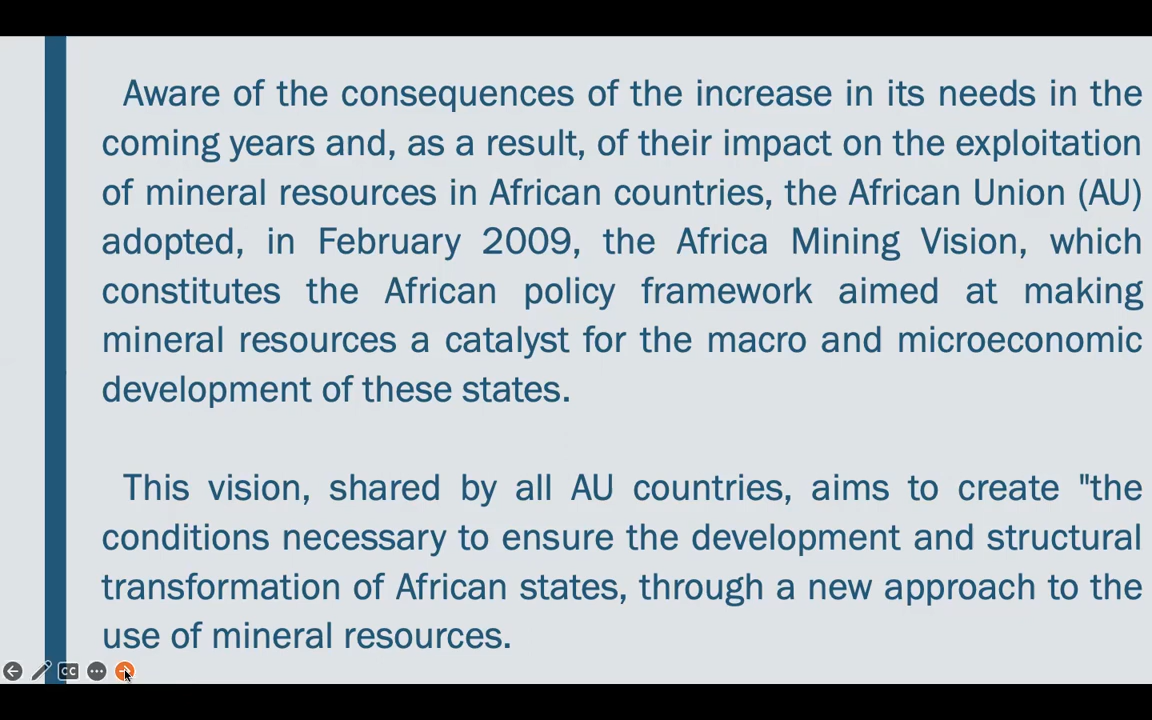 Aware of the consequences of the increase in its needs in the
coming years and, as a result, of their impact on the exploitation
of mineral resources in African countries, the African Union (AU)
adopted, in February 2009, the Africa Mining Vision, which
constitutes the African policy framework aimed at making
mineral resources a catalyst for the macro and microeconomic
development of these states.
This vision, shared by all AU countries, aims to create "the
conditions necessary to ensure the development and structural
transformation of African states, through a new approach to the
use of mineral resources.
CC